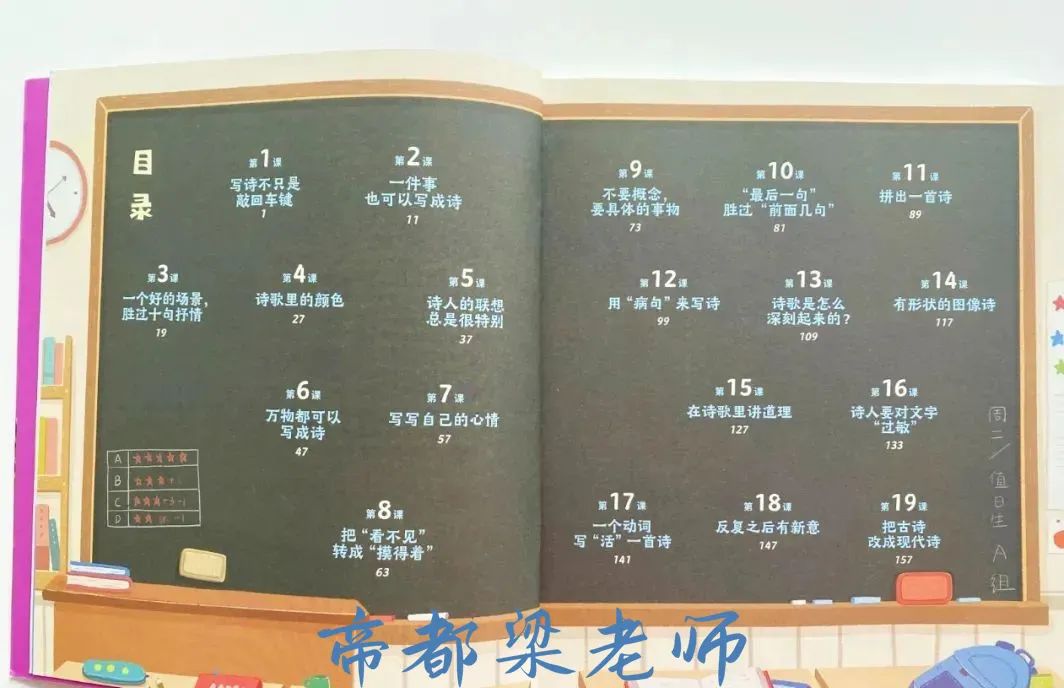 目录
第1课
写诗不只是
敲回车键
1
第2课
一件事
也可以写成诗
11
第3课
一个好的场景，
胜过十句抒情
19
第4课
诗歌里的颜色
27
第5课
诗人的联想
总是很特别
37
第6课
万物都可以
写成诗
47
第7课
写写自己的心情
57
第8课
把“看不见”
转成“摸得着”
63
A
B
C
D
第9课
不要概念，
要具体的事物
73
第10课
“最后一句”
胜过“前面几句”
81
第11课
拼出一首诗
89
第12课
用“病句”来写诗
99
第13课
诗歌是怎么
深刻起来的？
109
第14课
有形状的图像诗
117
第15课
在诗歌里讲道理
127
第16课
诗人要对文字
“过敏”
133
第17课
一个动词
写“活”一首诗
141
第18课
反复之后有新意
147
第19课
把古诗
改成现代诗
157
周二/值日生 A组
帝都梁老师